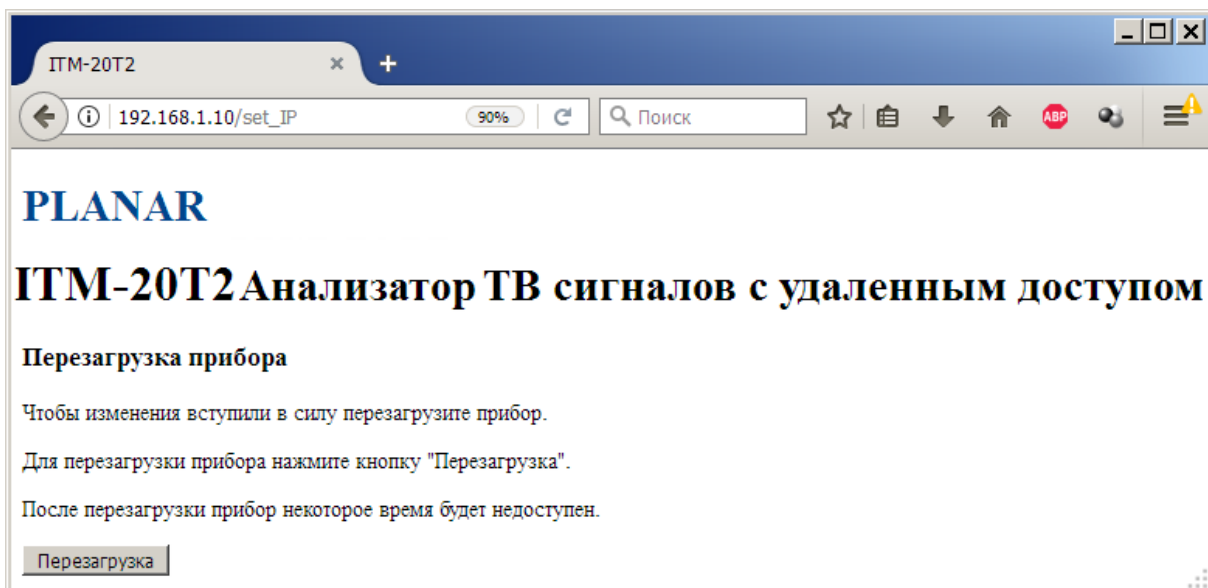 ITM-20T2
192.168.1.10/set_IP 90% Поиск ABP
PLANAR
ITM-20T2 Анализатор ТВ сигналов с удаленным доступом
Перезагрузка прибора
Чтобы изменения вступили в силу перезагрузите прибор.
Для перезагрузки прибора нажмите кнопку "Перезагрузка".
После перезагрузки прибор некоторое время будет недоступен.
Перезагрузка